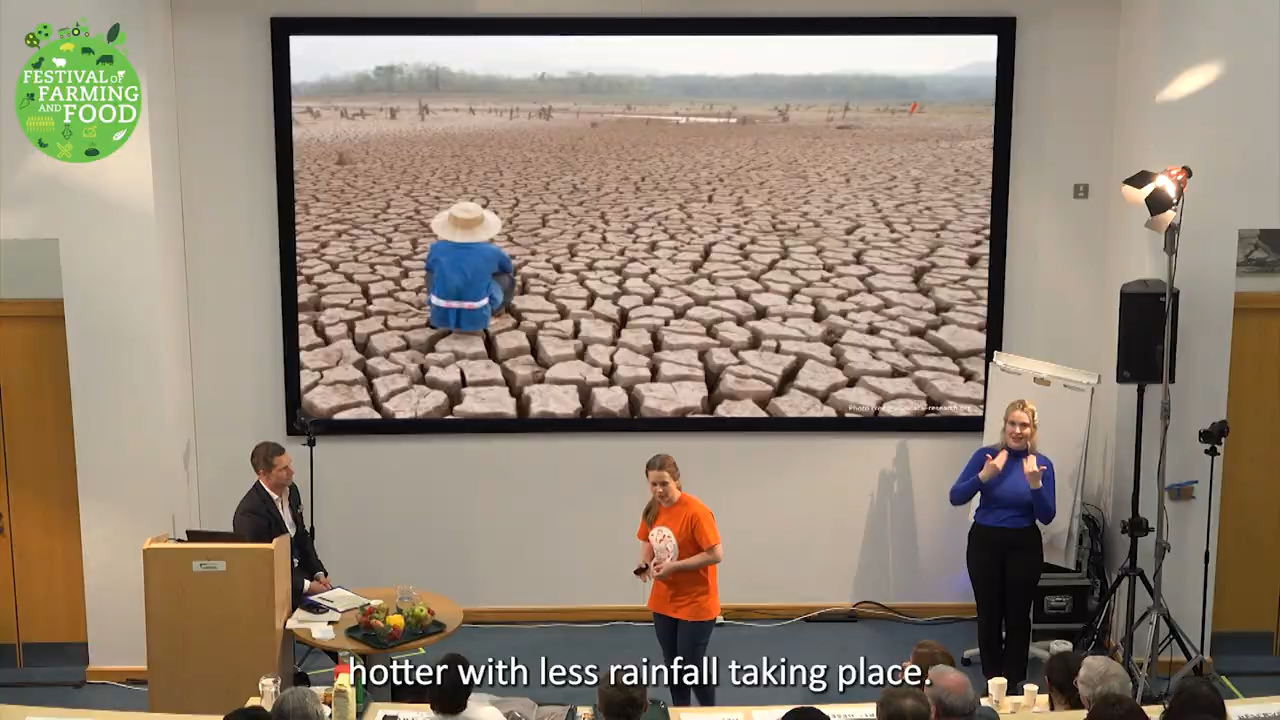 FESTIVAL of
FARMING
AND FOOD
hotter with less rainfall taking place.